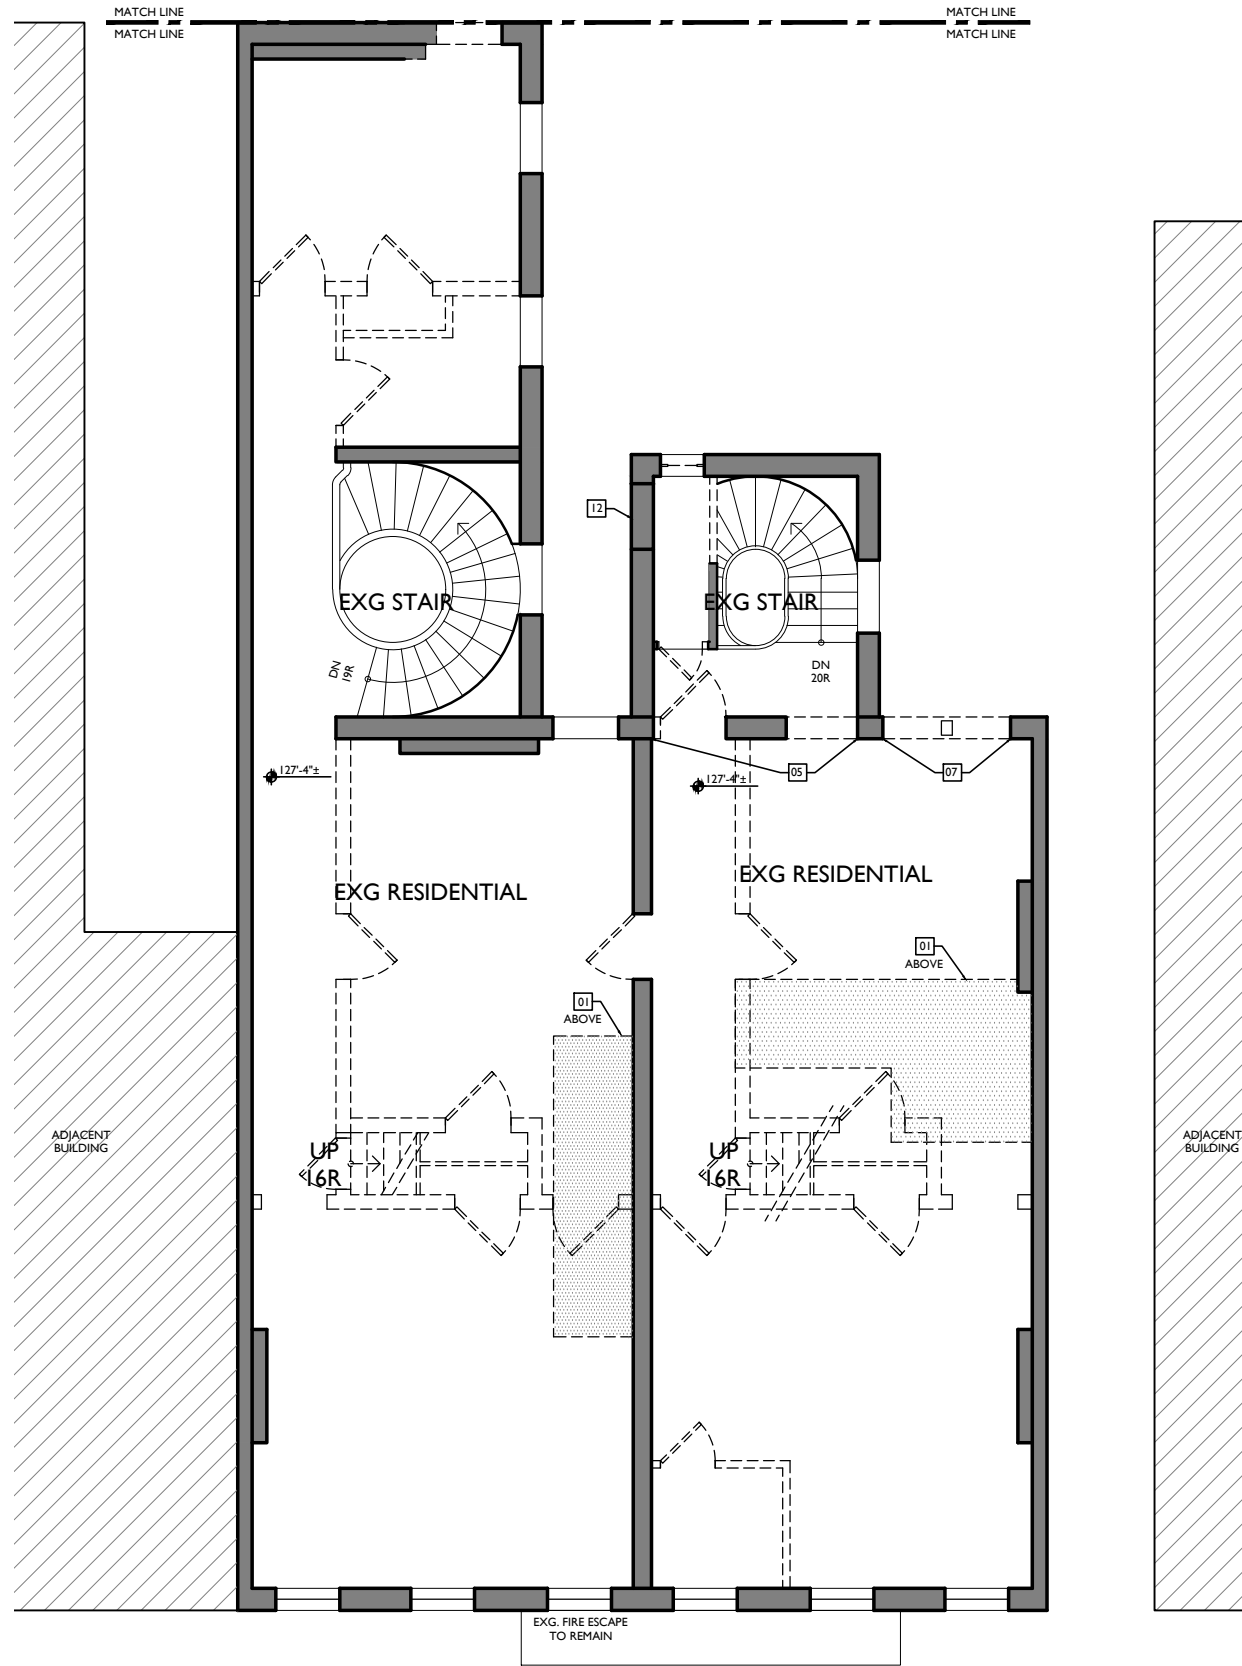 MATCH LINE
MATCH LINE
MATCH LINE
MATCH LINE
12
EXG STAIR
EXG STAIR
DN
19R
DN
20R
127'-4"±
127'-4"±
05
07
EXG RESIDENTIAL
EXG RESIDENTIAL
01
ABOVE
01
ABOVE
ADJACENT
BUILDING
UP
16R
UP
16R
ADJACENT
BUILDING
EXG. FIRE ESCAPE
TO REMAIN